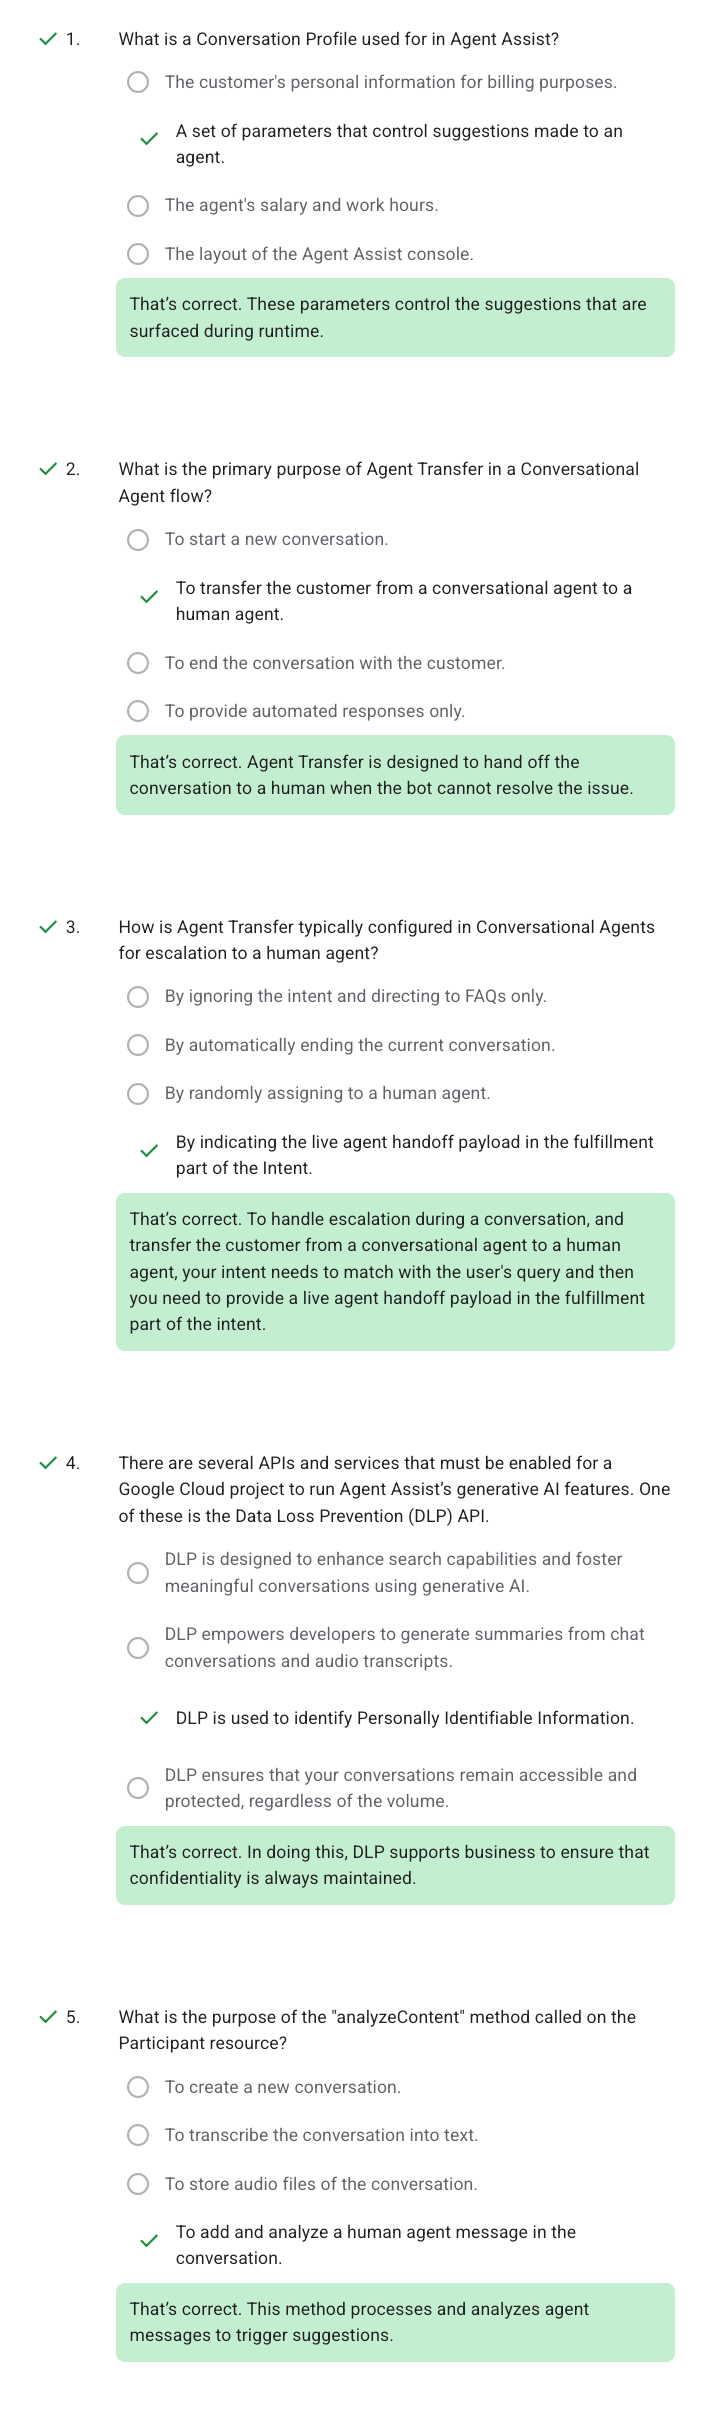 1. What is a Conversation Profile used for in Agent Assist?
The customer's personal information for billing purposes.
A set of parameters that control suggestions made to an
agent.
The agent's salary and work hours.
The layout of the Agent Assist console.
That’s correct. These parameters control the suggestions that are
surfaced during runtime.
2. What is the primary purpose of Agent Transfer in a Conversational
Agent flow?
To start a new conversation.
To transfer the customer from a conversational agent to a
human agent.
To end the conversation with the customer.
To provide automated responses only.
That’s correct. Agent Transfer is designed to hand off the
conversation to a human when the bot cannot resolve the issue.
3. How is Agent Transfer typically configured in Conversational Agents
for escalation to a human agent?
By ignoring the intent and directing to FAQs only.
By automatically ending the current conversation.
By randomly assigning to a human agent.
By indicating the live agent handoff payload in the fulfillment
part of the Intent.
That’s correct. To handle escalation during a conversation, and
transfer the customer from a conversational agent to a human
agent, your intent needs to match with the user's query and then
you need to provide a live agent handoff payload in the fulfillment
part of the intent.
4. There are several APIs and services that must be enabled for a
Google Cloud project to run Agent Assist’s generative AI features. One
of these is the Data Loss Prevention (DLP) API.
DLP is designed to enhance search capabilities and foster
meaningful conversations using generative AI.
DLP empowers developers to generate summaries from chat
conversations and audio transcripts.
DLP is used to identify Personally Identifiable Information.
DLP ensures that your conversations remain accessible and
protected, regardless of the volume.
That’s correct. In doing this, DLP supports business to ensure that
confidentiality is always maintained.
5. What is the purpose of the "analyzeContent" method called on the
Participant resource?
To create a new conversation.
To transcribe the conversation into text.
To store audio files of the conversation.
To add and analyze a human agent message in the
conversation.
That’s correct. This method processes and analyzes agent
messages to trigger suggestions.